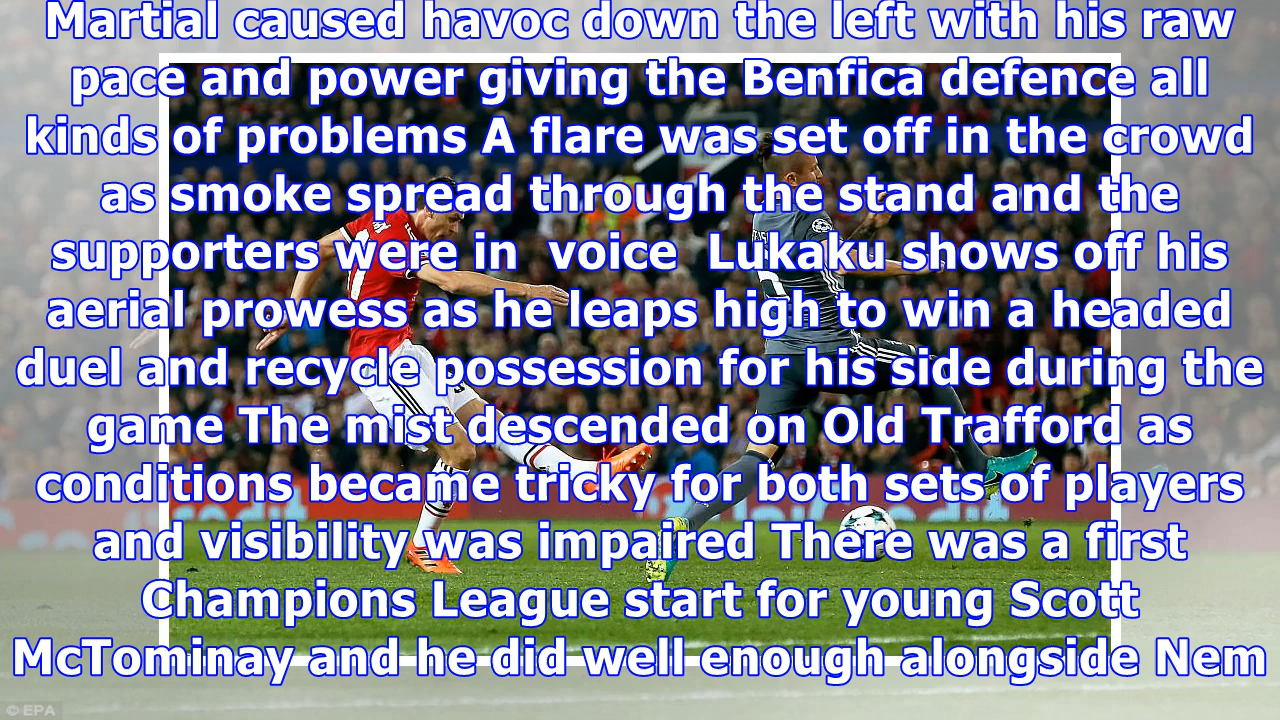 Martial caused havoc down the left with his raw
pace and power giving the Benfica defence all
kinds of problems A flare was set off in the crowd
as smoke spread through the stand and the
supporters were in  voice  Lukaku shows off his
aerial prowess as he leaps high to win a headed
duel and recycle possession for his side during the
game The mist descended on Old Trafford as
conditions became tricky for both sets of players
and visibility was impaired There was a first
Champions League start for young Scott
McTominay and he did well enough alongside Nem
© EPA